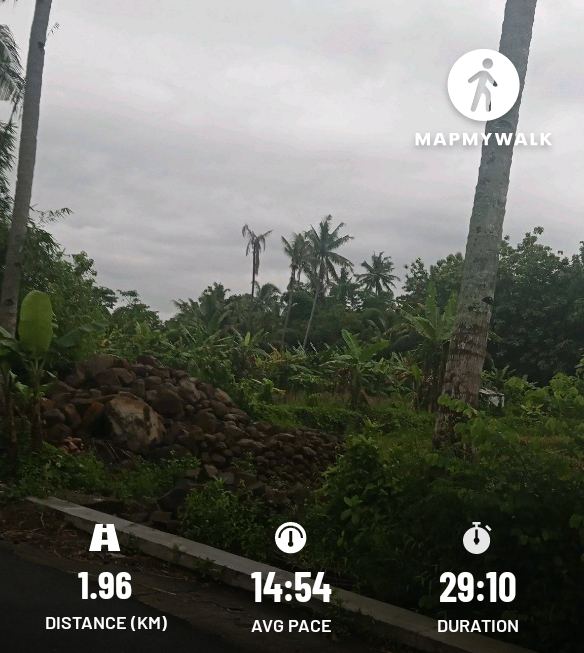 MAPMYWALK
1.96
14:54
29:10
DISTANCE (KM)
AVG PACE
DURATION